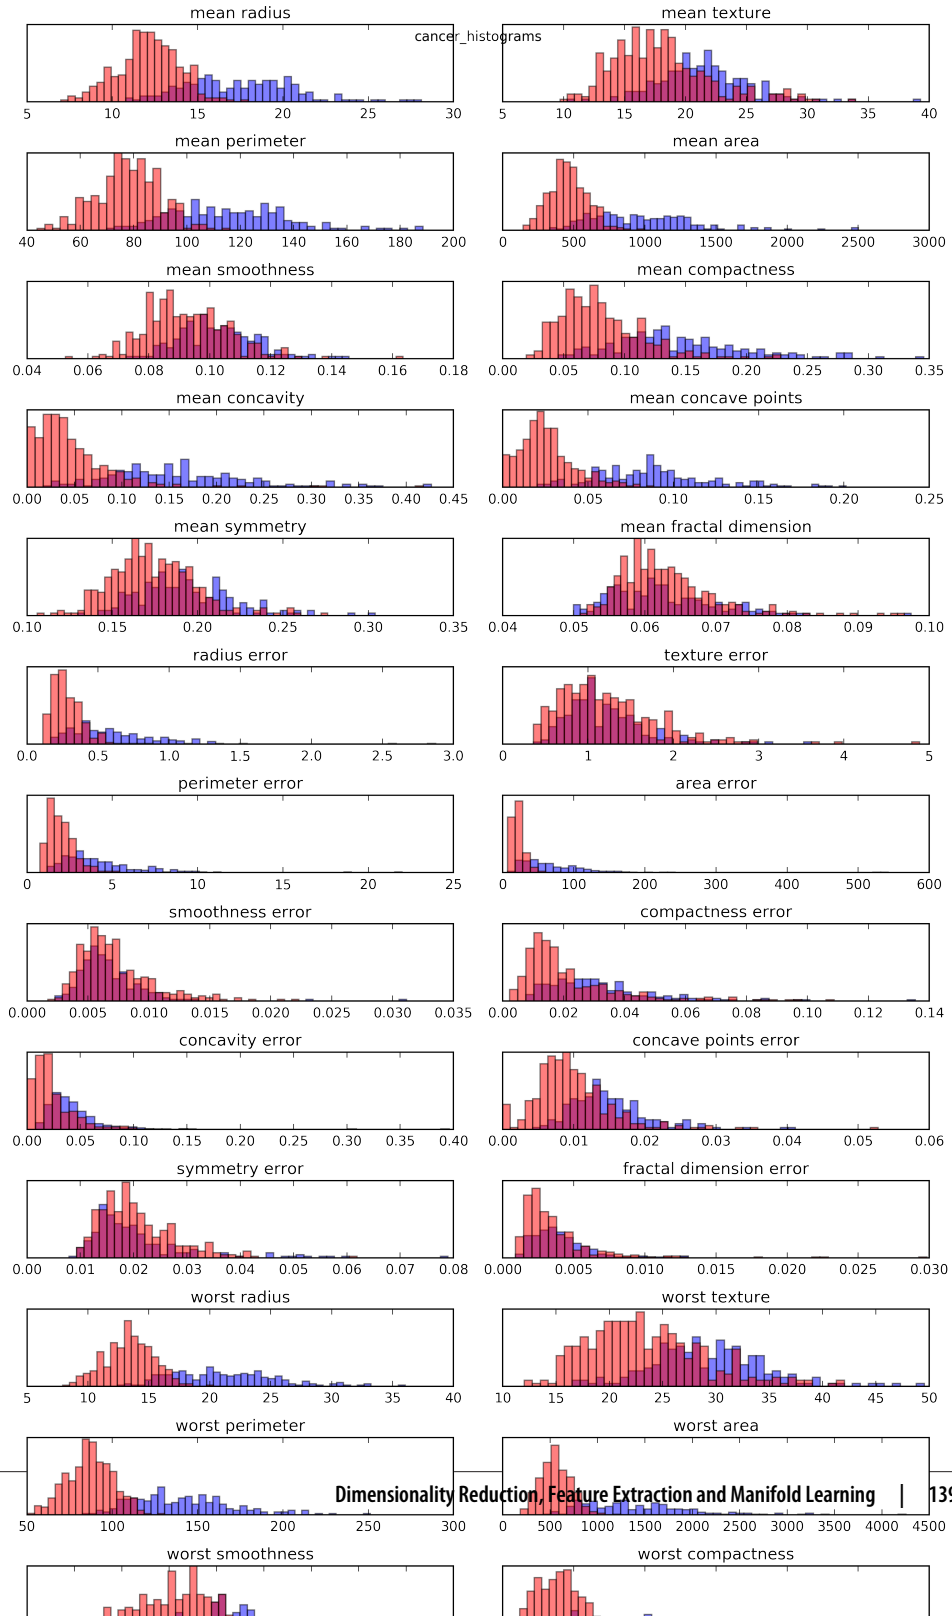 mean radius
mean texture
cancer_histograms
5 10 15 20 25 30
5 10 15 20 25 30 35 40
mean perimeter
mean area
40 60 80 100 120 140 160 180 200
0 500 1000 1500 2000 2500 3000
mean smoothness
mean compactness
0.04 0.06 0.08 0.10 0.12 0.14 0.16 0.18
0.00 0.05 0.10 0.15 0.20 0.25 0.30 0.35
mean concavity
mean concave points
0.00 0.05 0.10 0.15 0.20 0.25 0.30 0.35 0.40 0.45
0.00 0.05 0.10 0.15 0.20 0.25
mean symmetry
mean fractal dimension
0.10 0.15 0.20 0.25 0.30 0.35
0.04 0.05 0.06 0.07 0.08 0.09 0.10
radius error
texture error
0.0 0.5 1.0 1.5 2.0 2.5 3.0
0 1 2 3 4 5
perimeter error
area error
0 5 10 15 20 25
0 100 200 300 400 500 600
smoothness error
compactness error
0.000 0.005 0.010 0.015 0.020 0.025 0.030 0.035
0.00 0.02 0.04 0.06 0.08 0.10 0.12 0.14
concavity error
concave points error
0.00 0.05 0.10 0.15 0.20 0.25 0.30 0.35 0.40
0.00 0.01 0.02 0.03 0.04 0.05 0.06
symmetry error
fractal dimension error
0.00 0.01 0.02 0.03 0.04 0.05 0.06 0.07 0.08
0.000 0.005 0.010 0.015 0.020 0.025 0.030
worst radius
worst texture
5 10 15 20 25 30 35 40
10 15 20 25 30 35 40 45 50
worst perimeter
worst area
Dimensionality Reduction, Feature Extraction and Manifold Learning | 139
50 100 150 200 250 300
0 500 1000 1500 2000 2500 3000 3500 4000 4500
worst smoothness
worst compactness